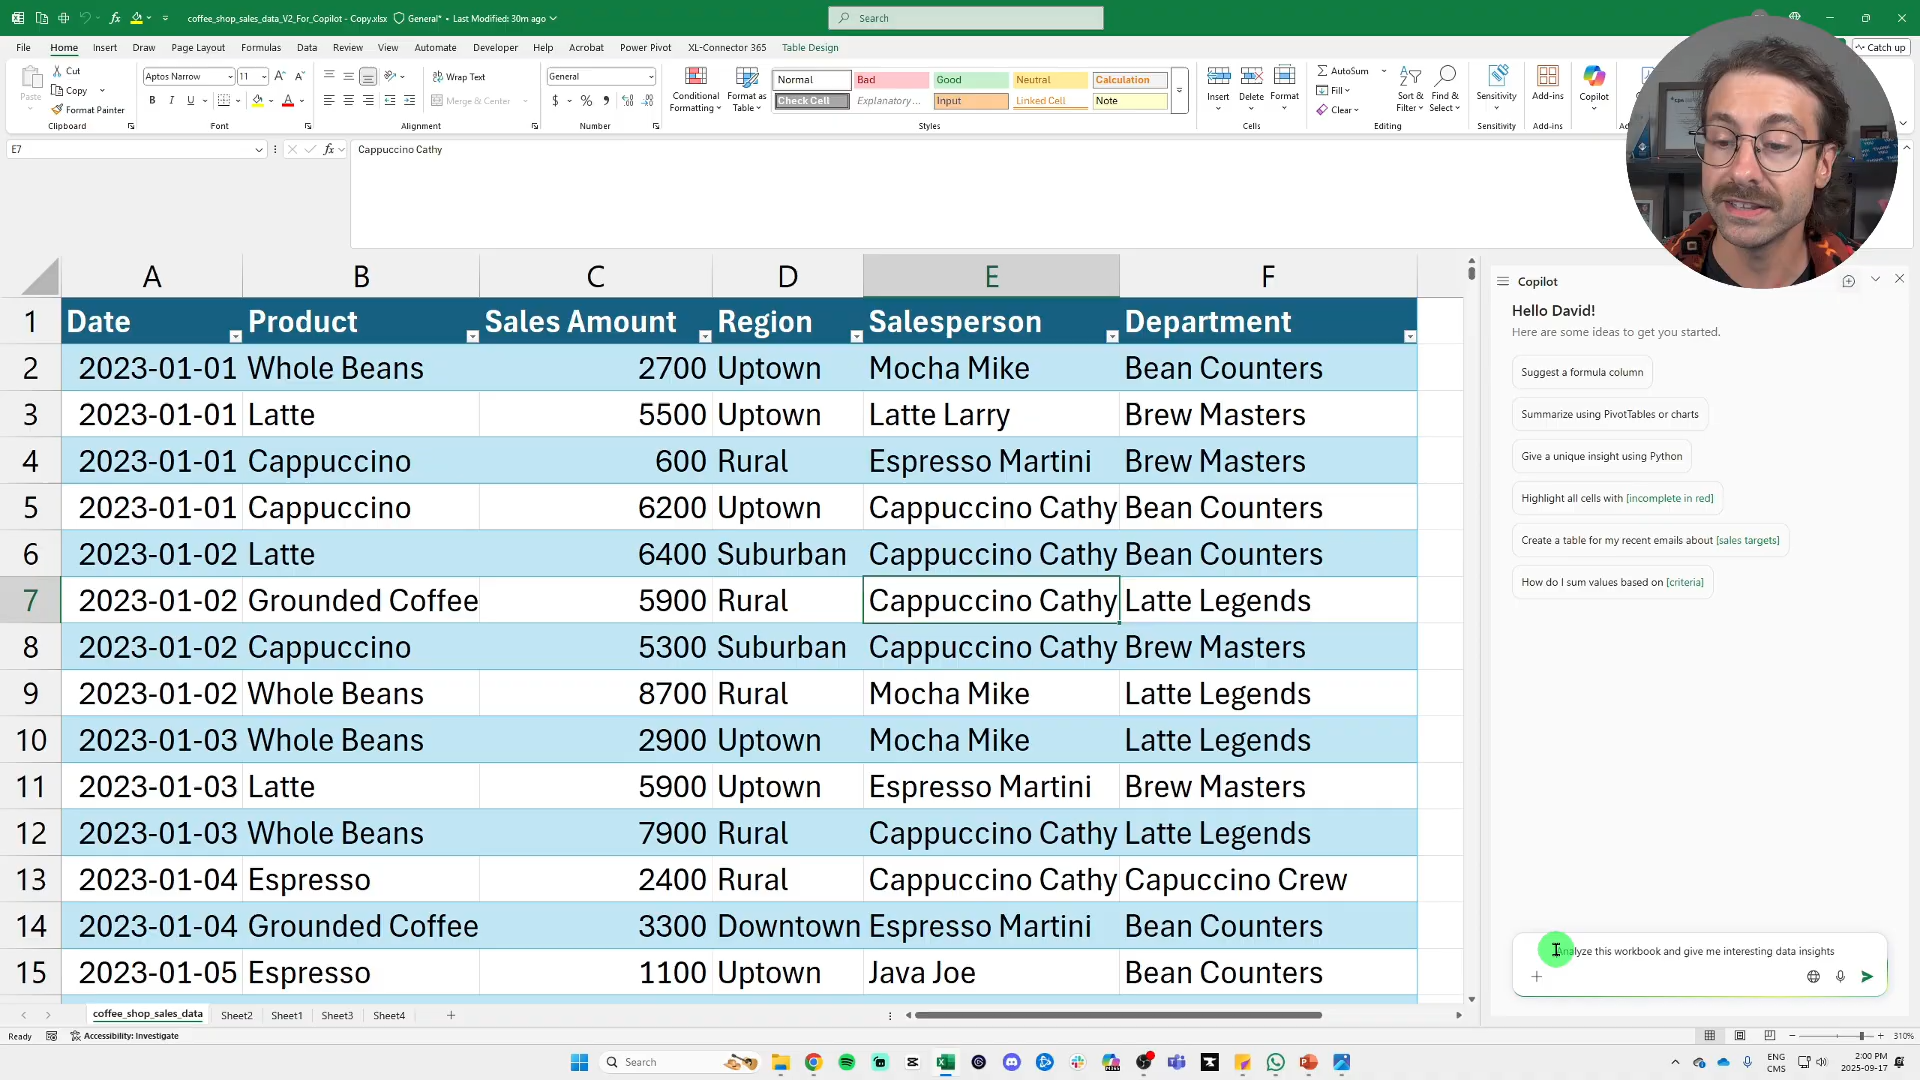 coffee_shop_sales_data_V2_For_Copilot - Copy.xlsx General* • Last Modified: 30m ago
Search
File Home Insert Draw Page Layout Formulas Data Review View Automate Developer Help Acrobat Power Pivot XL-Connector 365 Table Design
Catch up
Paste
Cut
Copy
Format Painter
Clipboard
Aptos Narrow 11
B I U
Font
Wrap Text
Merge & Center
Alignment
General
Number
Conditional Formatting
Format as Table
Normal Bad Good Neutral Calculation
Check Cell Explanatory... Input Linked Cell Note
Styles
Insert Delete Format
Cells
AutoSum
Fill
Clear
Sort & Filter
Find & Select
Editing
Sensitivity
Sensitivity
Add-ins
Add-ins
Copilot
E7 fx Cappuccino Cathy
A B C D E F
1 Date Product Sales Amount Region Salesperson Department
2 2023-01-01 Whole Beans 2700 Uptown Mocha Mike Bean Counters
3 2023-01-01 Latte 5500 Uptown Latte Larry Brew Masters
4 2023-01-01 Cappuccino 600 Rural Espresso Martini Brew Masters
5 2023-01-01 Cappuccino 6200 Uptown Cappuccino Cathy Bean Counters
6 2023-01-02 Latte 6400 Suburban Cappuccino Cathy Bean Counters
7 2023-01-02 Grounded Coffee 5900 Rural Cappuccino Cathy Latte Legends
8 2023-01-02 Cappuccino 5300 Suburban Cappuccino Cathy Brew Masters
9 2023-01-02 Whole Beans 8700 Rural Mocha Mike Latte Legends
10 2023-01-03 Whole Beans 2900 Uptown Mocha Mike Latte Legends
11 2023-01-03 Latte 5900 Uptown Espresso Martini Brew Masters
12 2023-01-03 Whole Beans 7900 Rural Cappuccino Cathy Latte Legends
13 2023-01-04 Espresso 2400 Rural Cappuccino Cathy Capuccino Crew
14 2023-01-04 Grounded Coffee 3300 Downtown Espresso Martini Bean Counters
15 2023-01-05 Espresso 1100 Uptown Java Joe Bean Counters
Copilot
Hello David!
Here are some ideas to get you started.
Suggest a formula column
Summarize using PivotTables or charts
Give a unique insight using Python
Highlight all cells with [incomplete in red]
Create a table for my recent emails about [sales targets]
How do I sum values based on [criteria]
Analyze this workbook and give me interesting data insights
coffee_shop_sales_data Sheet2 Sheet1 Sheet3 Sheet4
Ready Accessibility: Investigate
310%
Search
ENG
CMS
2:00 PM
2025-09-17